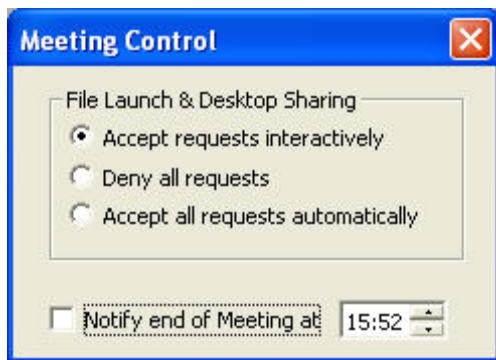 Meeting Control
File Launch & Desktop Sharing
Accept requests interactively
Deny all requests
Accept all requests automatically
Notify end of Meeting at 15:52